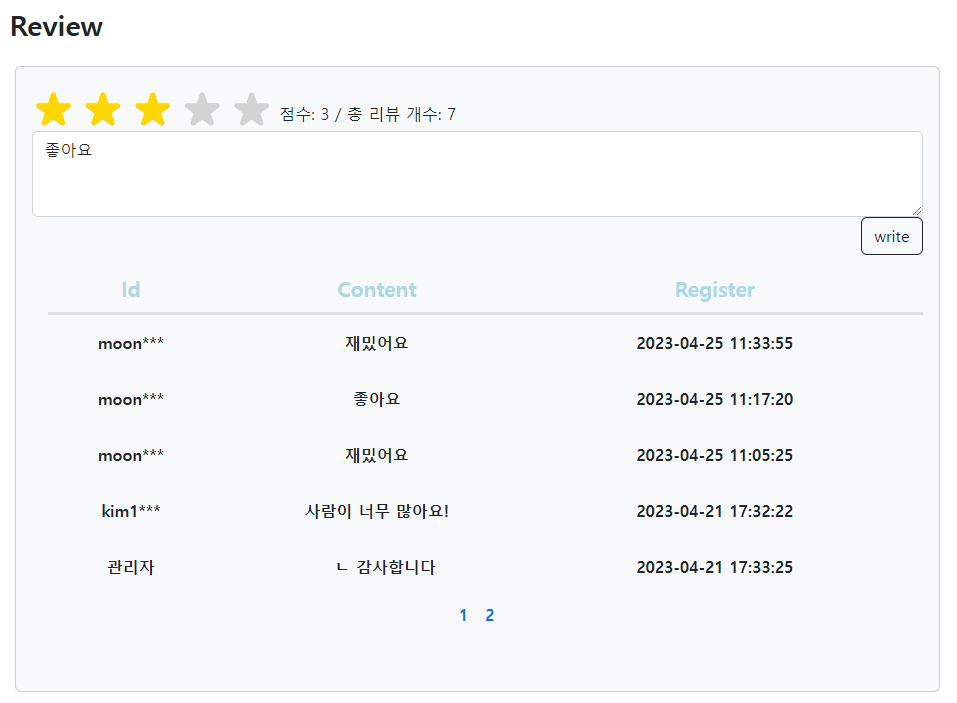 Review
점수: 3 / 총 리뷰 개수: 7
좋아요
write
Id Content Register
moon*** 재밌어요 2023-04-25 11:33:55
moon*** 좋아요 2023-04-25 11:17:20
moon*** 재밌어요 2023-04-25 11:05:25
kim1*** 사람이 너무 많아요! 2023-04-21 17:32:22
관리자 ㄴ 감사합니다 2023-04-21 17:33:25
1 2